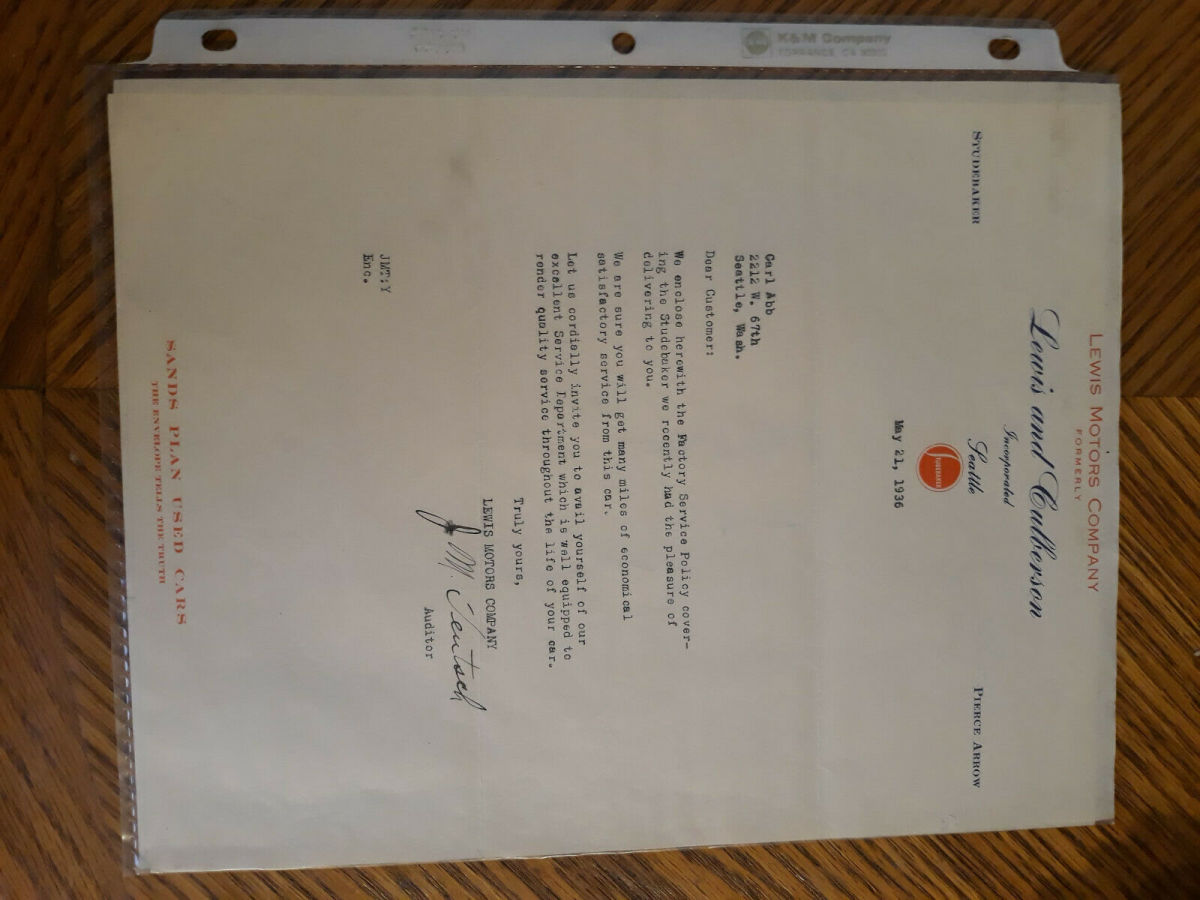 K&M Company
LEWIS MOTORS COMPANY
FORMERLY
Lewis and Culberson
Incorporated
STUDEBAKER
Seattle
PIERCE ARROW
STUDEBAKER
May 21, 1936
Carl Abb
2212 W. 67th
Seattle, Wash.
Dear Customer:
We enclose herewith the Factory Service Policy cover-
ing the Studebaker we recently had the pleasure of
delivering to you.
We are sure you will get many miles of economical
satisfactory service from this car.
Let us cordially invite you to avail yourself of our
excellent Service Department which is well equipped to
render quality service throughout the life of your car.
Truly yours,
LEWIS MOTORS COMPANY
J M. Jentsch
Auditor
JMT:Y
Enc.
SANDS PLAN USED CARS
THE ENVELOPE TELLS THE TRUTH